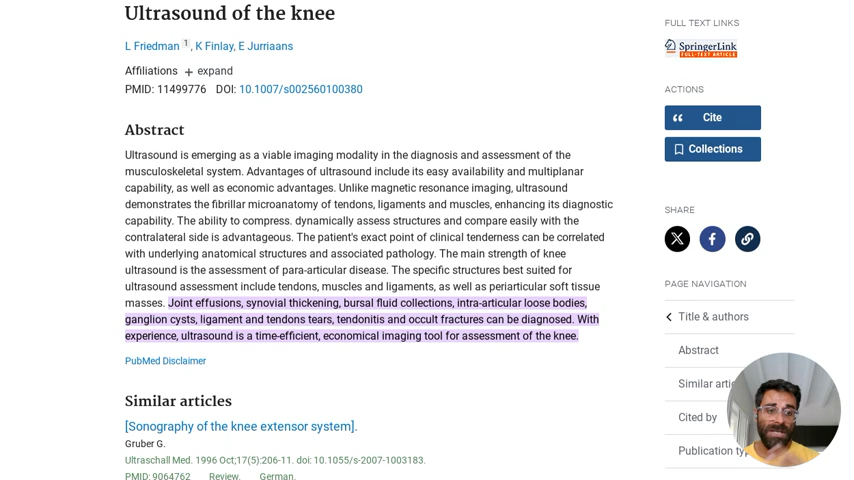 Ultrasound of the knee
L Friedman 1, K Finlay, E Jurriaans
Affiliations + expand
PMID: 11499776 DOI: 10.1007/s002560100380
Abstract
Ultrasound is emerging as a viable imaging modality in the diagnosis and assessment of the
musculoskeletal system. Advantages of ultrasound include its easy availability and multiplanar
capability, as well as economic advantages. Unlike magnetic resonance imaging, ultrasound
demonstrates the fibrillar microanatomy of tendons, ligaments and muscles, enhancing its diagnostic
capability. The ability to compress. dynamically assess structures and compare easily with the
contralateral side is advantageous. The patient's exact point of clinical tenderness can be correlated
with underlying anatomical structures and associated pathology. The main strength of knee
ultrasound is the assessment of para-articular disease. The specific structures best suited for
ultrasound assessment include tendons, muscles and ligaments, as well as periarticular soft tissue
masses. Joint effusions, synovial thickening, bursal fluid collections, intra-articular loose bodies,
ganglion cysts, ligament and tendons tears, tendonitis and occult fractures can be diagnosed. With
experience, ultrasound is a time-efficient, economical imaging tool for assessment of the knee.
PubMed Disclaimer
Similar articles
[Sonography of the knee extensor system].
Gruber G.
Ultraschall Med. 1996 Oct;17(5):206-11. doi: 10.1055/s-2007-1003183.
PMID: 9064762 Review. German.
FULL TEXT LINKS
SpringerLink
FULL-TEXT ARTICLE
ACTIONS
Cite
Collections
SHARE
PAGE NAVIGATION
Title & authors
Abstract
Similar
Cited by
Publication